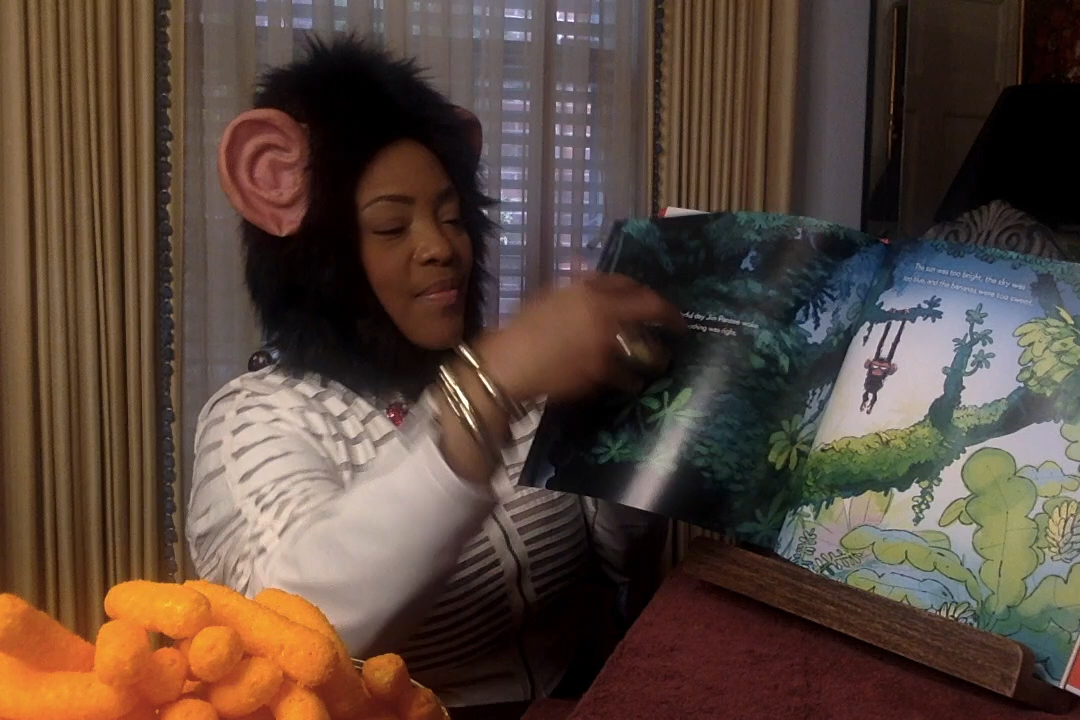 ful day Jim Panzee woke
nothing was right.
The sun was too bright, the sky was
too blue, and the bananas were too sweet.